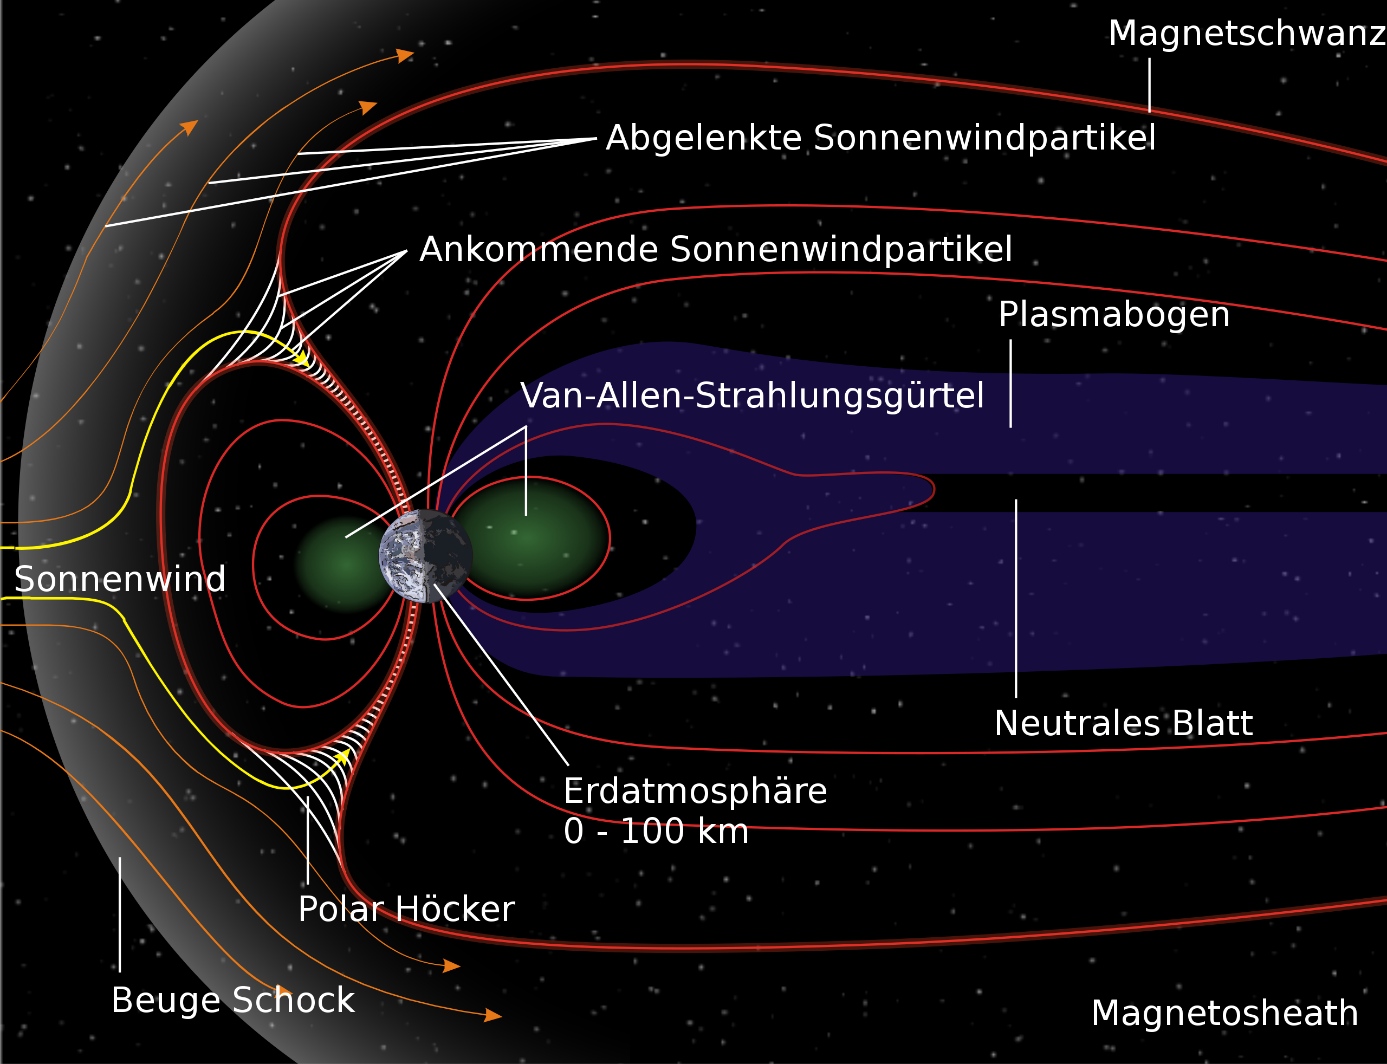 Magnetschwanz
Abgelenkte Sonnenwindpartikel
Ankommende Sonnenwindpartikel
Plasmabogen
Van-Allen-Strahlungsgürtel
Sonnenwind
Neutrales Blatt
Erdatmosphäre
0 - 100 km
Polar Höcker
Beuge Schock
Magnetosheath